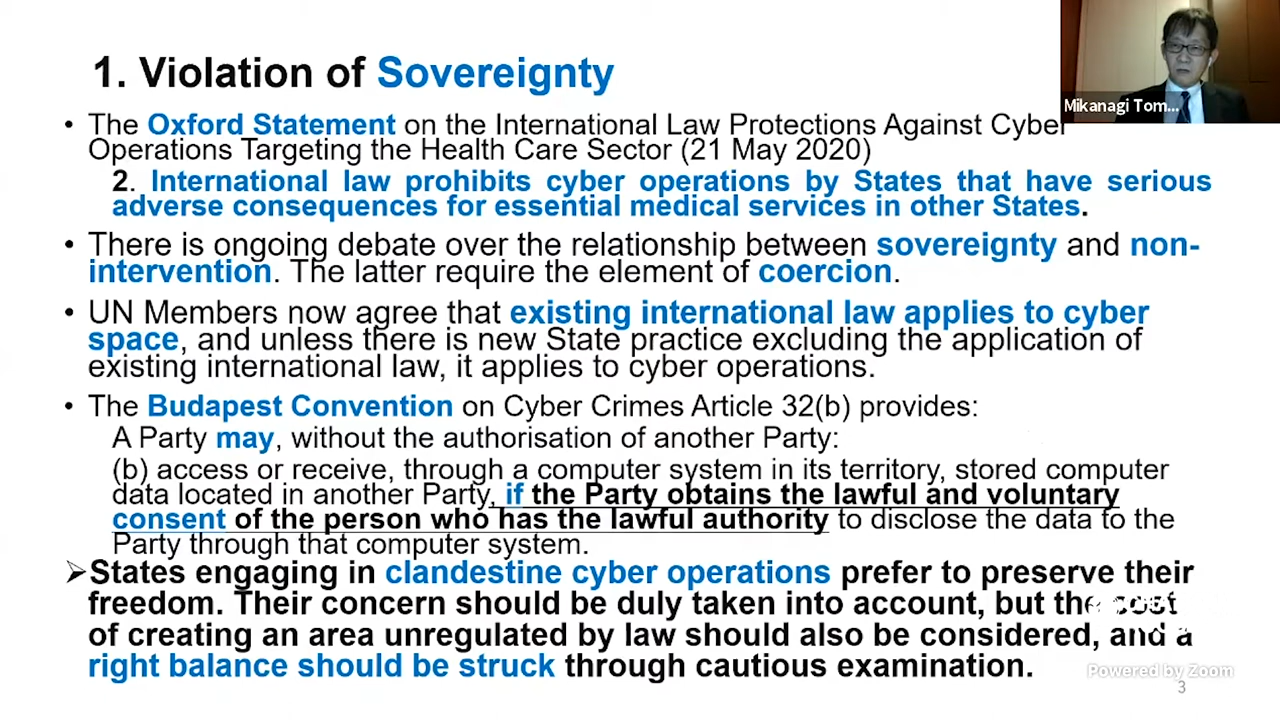 1. Violation of Sovereignty
Mikanagi Tom...
• The Oxford Statement on the International Law Protections Against Cyber
Operations Targeting the Health Care Sector (21 May 2020)
2. International law prohibits cyber operations by States that have serious
adverse consequences for essential medical services in other States.
• There is ongoing debate over the relationship between sovereignty and non-
intervention. The latter require the element of coercion.
• UN Members now agree that existing international law applies to cyber
space, and unless there is new State practice excluding the application of
existing international law, it applies to cyber operations.
• The Budapest Convention on Cyber Crimes Article 32(b) provides:
A Party may, without the authorisation of another Party:
(b) access or receive, through a computer system in its territory, stored computer
data located in another Party, if the Party obtains the lawful and voluntary
consent of the person who has the lawful authority to disclose the data to the
Party through that computer system.
➢States engaging in clandestine cyber operations prefer to preserve their
freedom. Their concern should be duly taken into account, but the
of creating an area unregulated by law should also be considered, and a
right balance should be struck through cautious examination.
Powered by Zoom
3